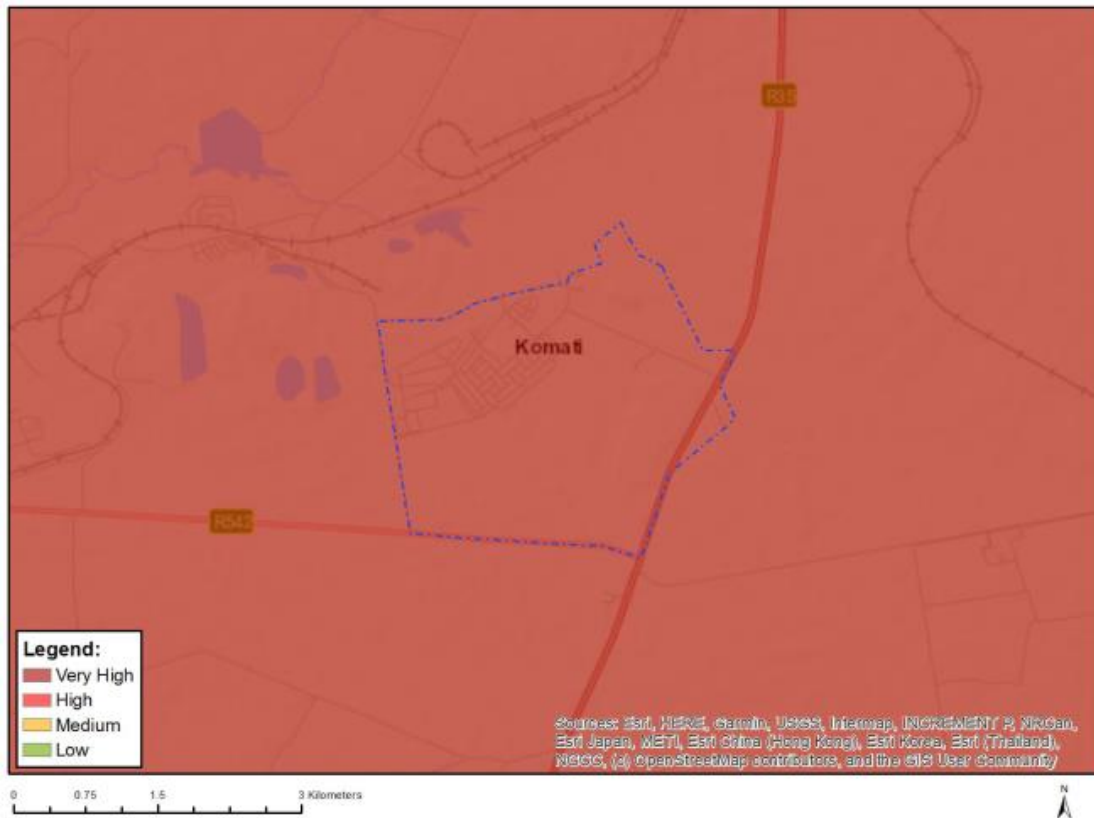 R35
Komati
R542
Legend:
Very High
High
Medium
Low
Sources: Esri, HERE, Garmin, USGS, Intermap, INCREMENT P, NRCan,
Esri Japan, METI, Esri China (Hong Kong), Esri Korea, Esri (Thailand),
NGCC, (c) OpenStreetMap contributors, and the GIS User Community
0 0.75 1.5 3 Kilometers
N